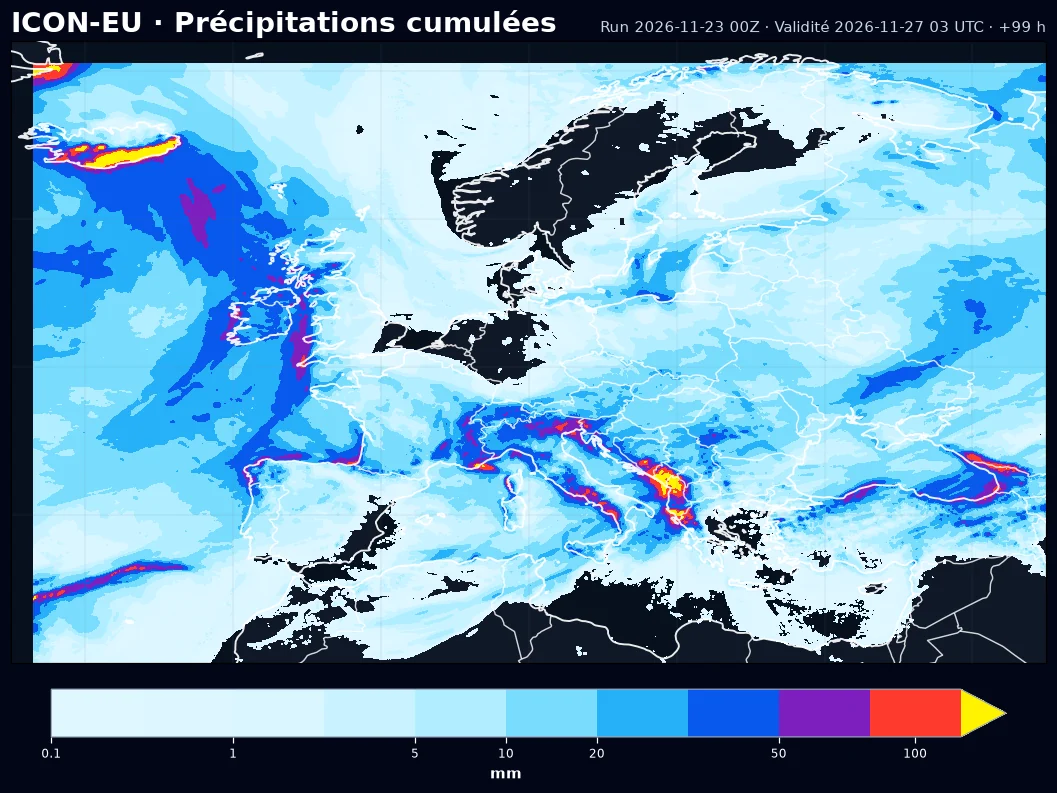 ICON-EU · Précipitations cumulées
Run 2026-11-23 00Z · Validité 2026-11-27 03 UTC · +99 h
0.1 1 5 10 20 50 100
mm